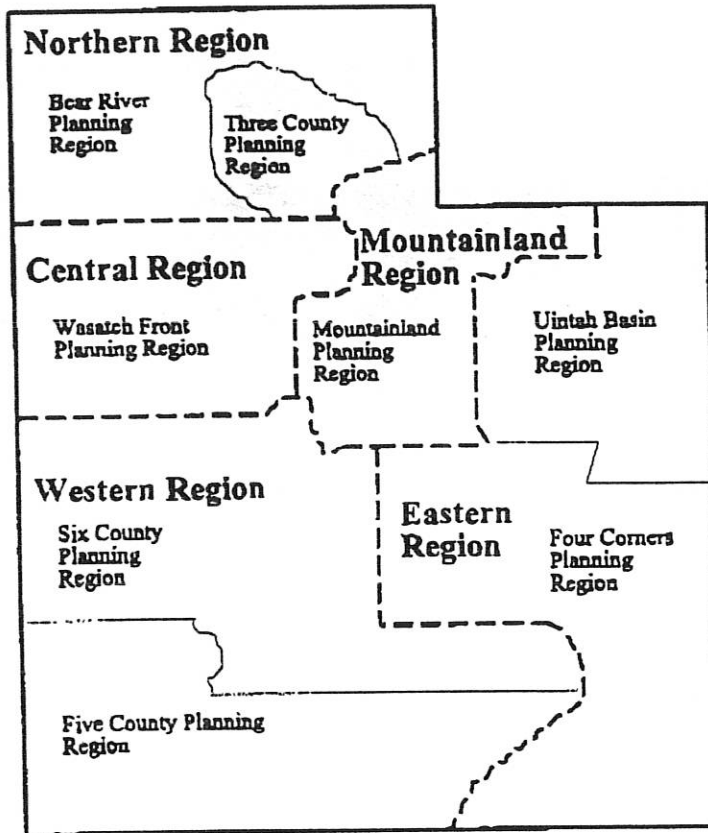 Northern Region
Bear River
Planning
Region
Three County
Planning
Region
Central Region
Wasatch Front
Planning Region
Mountainland
Region
Mountainland
Planning
Region
Uintah Basin
Planning
Region
Western Region
Six County
Planning
Region
Eastern
Region
Four Corners
Planning
Region
Five County Planning
Region